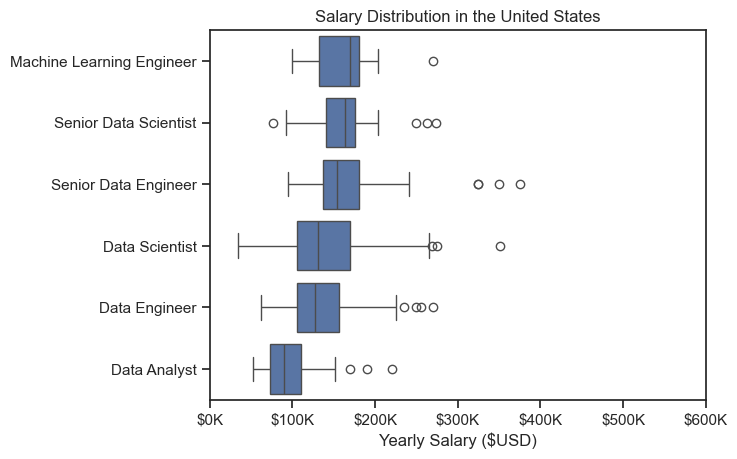 Salary Distribution in the United States
Machine Learning Engineer
Senior Data Scientist
Senior Data Engineer
Data Scientist
Data Engineer
Data Analyst
$0K $100K $200K $300K $400K $500K $600K
Yearly Salary ($USD)